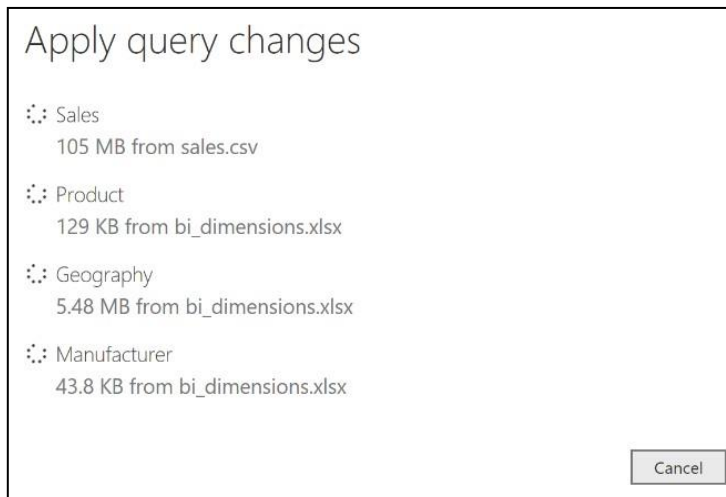 Apply query changes
Sales
105 MB from sales.csv
Product
129 KB from bi_dimensions.xlsx
Geography
5.48 MB from bi_dimensions.xlsx
Manufacturer
43.8 KB from bi_dimensions.xlsx
Cancel